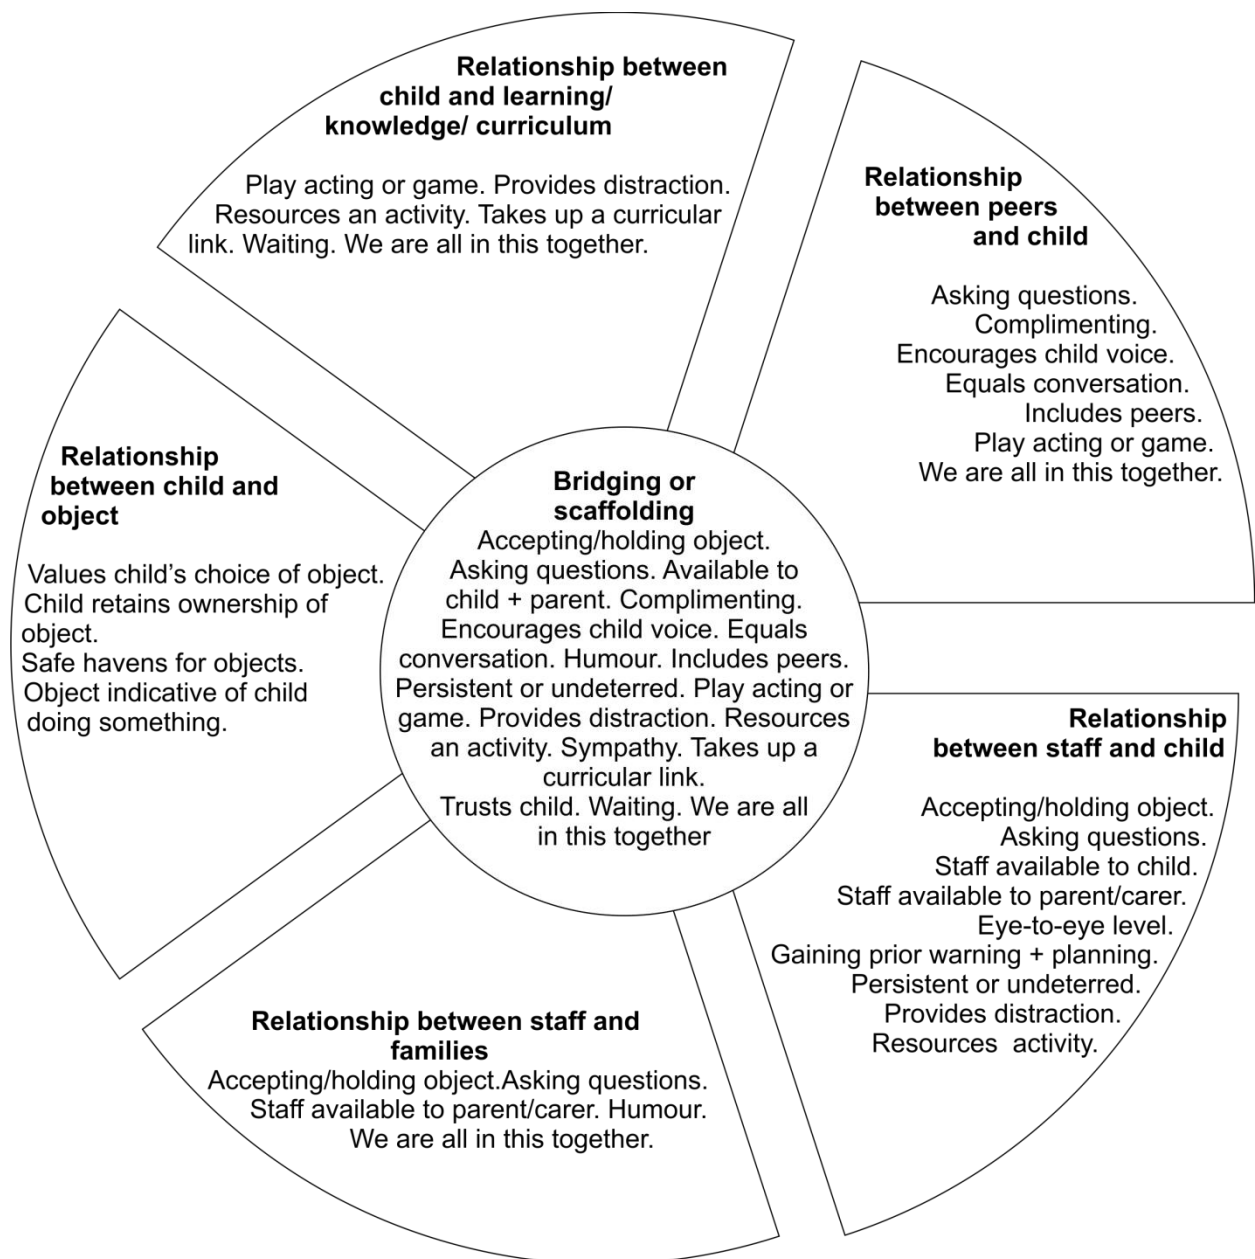 Relationship between
child and learning/
knowledge/ curriculum
Play acting or game. Provides distraction.
Resources an activity. Takes up a curricular
link. Waiting. We are all in this together.
Relationship
between peers
and child
Asking questions.
Complimenting.
Encourages child voice.
Equals conversation.
Includes peers.
Play acting or game.
We are all in this together.
Relationship
between child and
object
Values child’s choice of object.
Child retains ownership of
object.
Safe havens for objects.
Object indicative of child
doing something.
Bridging or
scaffolding
Accepting/holding object.
Asking questions. Available to
child + parent. Complimenting.
Encourages child voice. Equals
conversation. Humour. Includes peers.
Persistent or undeterred. Play acting or
game. Provides distraction. Resources
an activity. Sympathy. Takes up a
curricular link.
Trusts child. Waiting. We are all
in this together
Relationship
between staff and child
Accepting/holding object.
Asking questions.
Staff available to child.
Staff available to parent/carer.
Eye-to-eye level.
Gaining prior warning + planning.
Persistent or undeterred.
Provides distraction.
Resources  activity.
Relationship between staff and
families
Accepting/holding object.Asking questions.
Staff available to parent/carer. Humour.
We are all in this together.